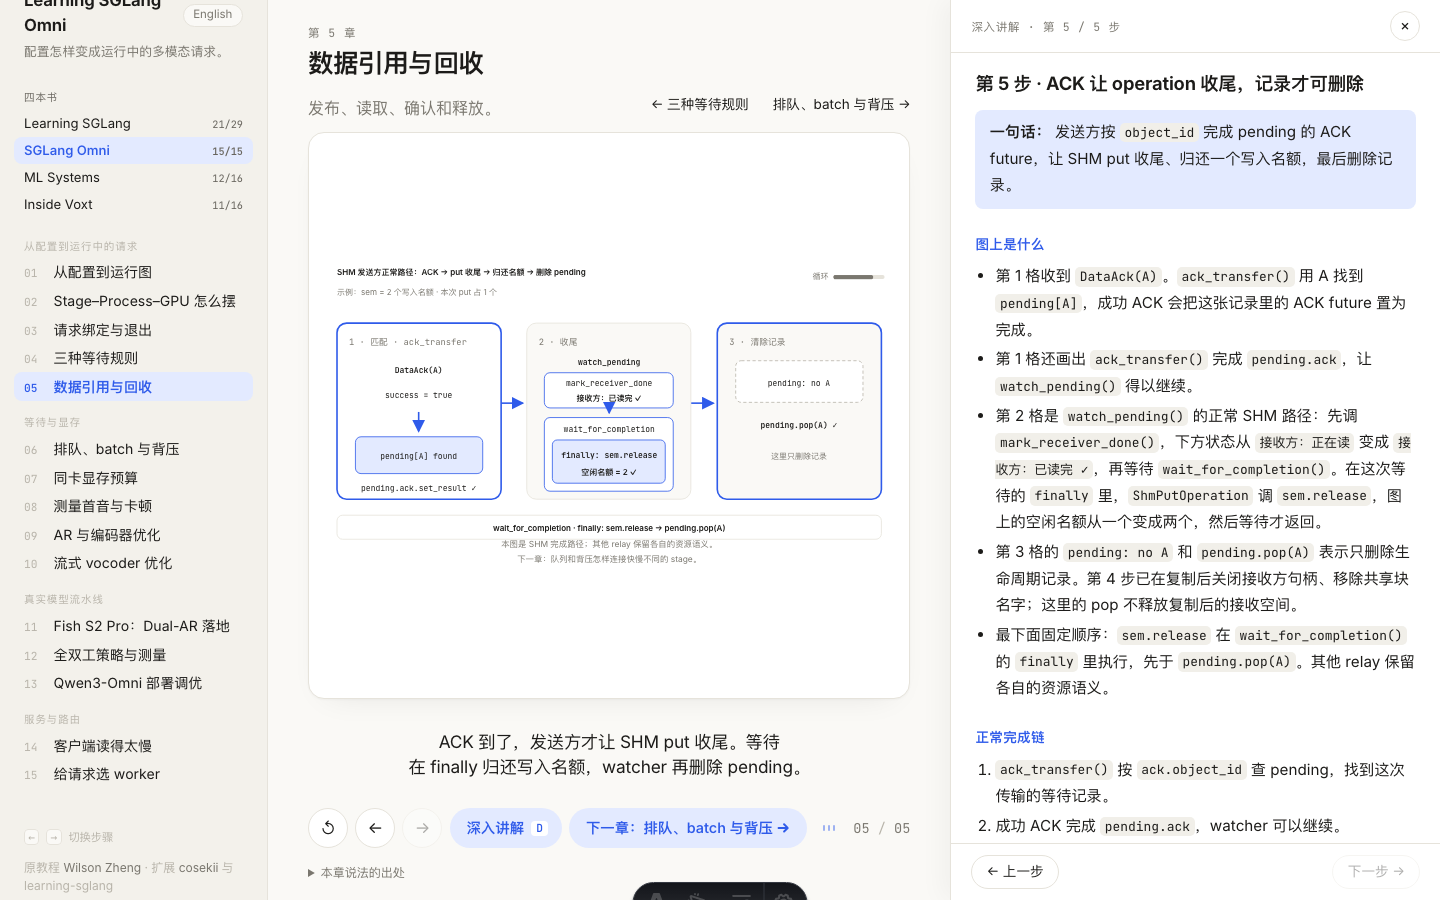 Learning SGLang
Omni
English
配置怎样变成运行中的多模态请求。
四本书
Learning SGLang 21/29
SGLang Omni 15/15
ML Systems 12/16
Inside Voxt 11/16
从配置到运行中的请求
01 从配置到运行图
02 Stage–Process–GPU 怎么摆
03 请求绑定与退出
04 三种等待规则
05 数据引用与回收
等待与显存
06 排队、batch 与背压
07 同卡显存预算
08 测量首音与卡顿
09 AR 与编码器优化
10 流式 vocoder 优化
真实模型流水线
11 Fish S2 Pro：Dual-AR 落地
12 全双工策略与测量
13 Qwen3-Omni 部署调优
服务与路由
14 客户端读得太慢
15 给请求选 worker
← → 切换步骤
原教程 Wilson Zheng · 扩展 cosekii 与
learning-sglang
第 5 章
数据引用与回收
发布、读取、确认和释放。
← 三种等待规则 排队、batch 与背压 →
SHM 发送方正常路径：ACK → put 收尾 → 归还名额 → 删除 pending
循环
示例：sem = 2 个写入名额 · 本次 put 占 1 个
1 · 匹配 · ack_transfer
DataAck(A)
success = true
pending[A] found
pending.ack.set_result ✓
2 · 收尾
watch_pending
mark_receiver_done
接收方：已读完 ✓
wait_for_completion
finally: sem.release
空闲名额 = 2 ✓
3 · 清除记录
pending: no A
pending.pop(A) ✓
这里只删除记录
wait_for_completion · finally: sem.release → pending.pop(A)
本图是 SHM 完成路径；其他 relay 保留各自的资源语义。
下一章：队列和背压怎样连接快慢不同的 stage。
ACK 到了，发送方才让 SHM put 收尾。等待
在 finally 归还写入名额，watcher 再删除 pending。
深入讲解 D
下一章：排队、batch 与背压 →
05 / 05
▶ 本章说法的出处
深入讲解 · 第 5 / 5 步
×
第 5 步 · ACK 让 operation 收尾，记录才可删除
一句话： 发送方按 object_id 完成 pending 的 ACK
future，让 SHM put 收尾、归还一个写入名额，最后删除记
录。
图上是什么
• 第 1 格收到 DataAck(A)。ack_transfer() 用 A 找到
pending[A]，成功 ACK 会把这张记录里的 ACK future 置为
完成。
• 第 1 格还画出 ack_transfer() 完成 pending.ack，让
watch_pending() 得以继续。
• 第 2 格是 watch_pending() 的正常 SHM 路径：先调
mark_receiver_done()，下方状态从 接收方：正在读 变成 接
收方：已读完 ✓，再等待 wait_for_completion()。在这次等
待的 finally 里，ShmPutOperation 调 sem.release，图
上的空闲名额从一个变成两个，然后等待才返回。
• 第 3 格的 pending: no A 和 pending.pop(A) 表示只删除生
命周期记录。第 4 步已在复制后关闭接收方句柄、移除共享块
名字；这里的 pop 不释放复制后的接收空间。
• 最下面固定顺序：sem.release 在 wait_for_completion()
的 finally 里执行，先于 pending.pop(A)。其他 relay 保留
各自的资源语义。
正常完成链
1. ack_transfer() 按 ack.object_id 查 pending，找到这次
传输的等待记录。
2. 成功 ACK 完成 pending.ack，watcher 可以继续。
← 上一步
下一步 →